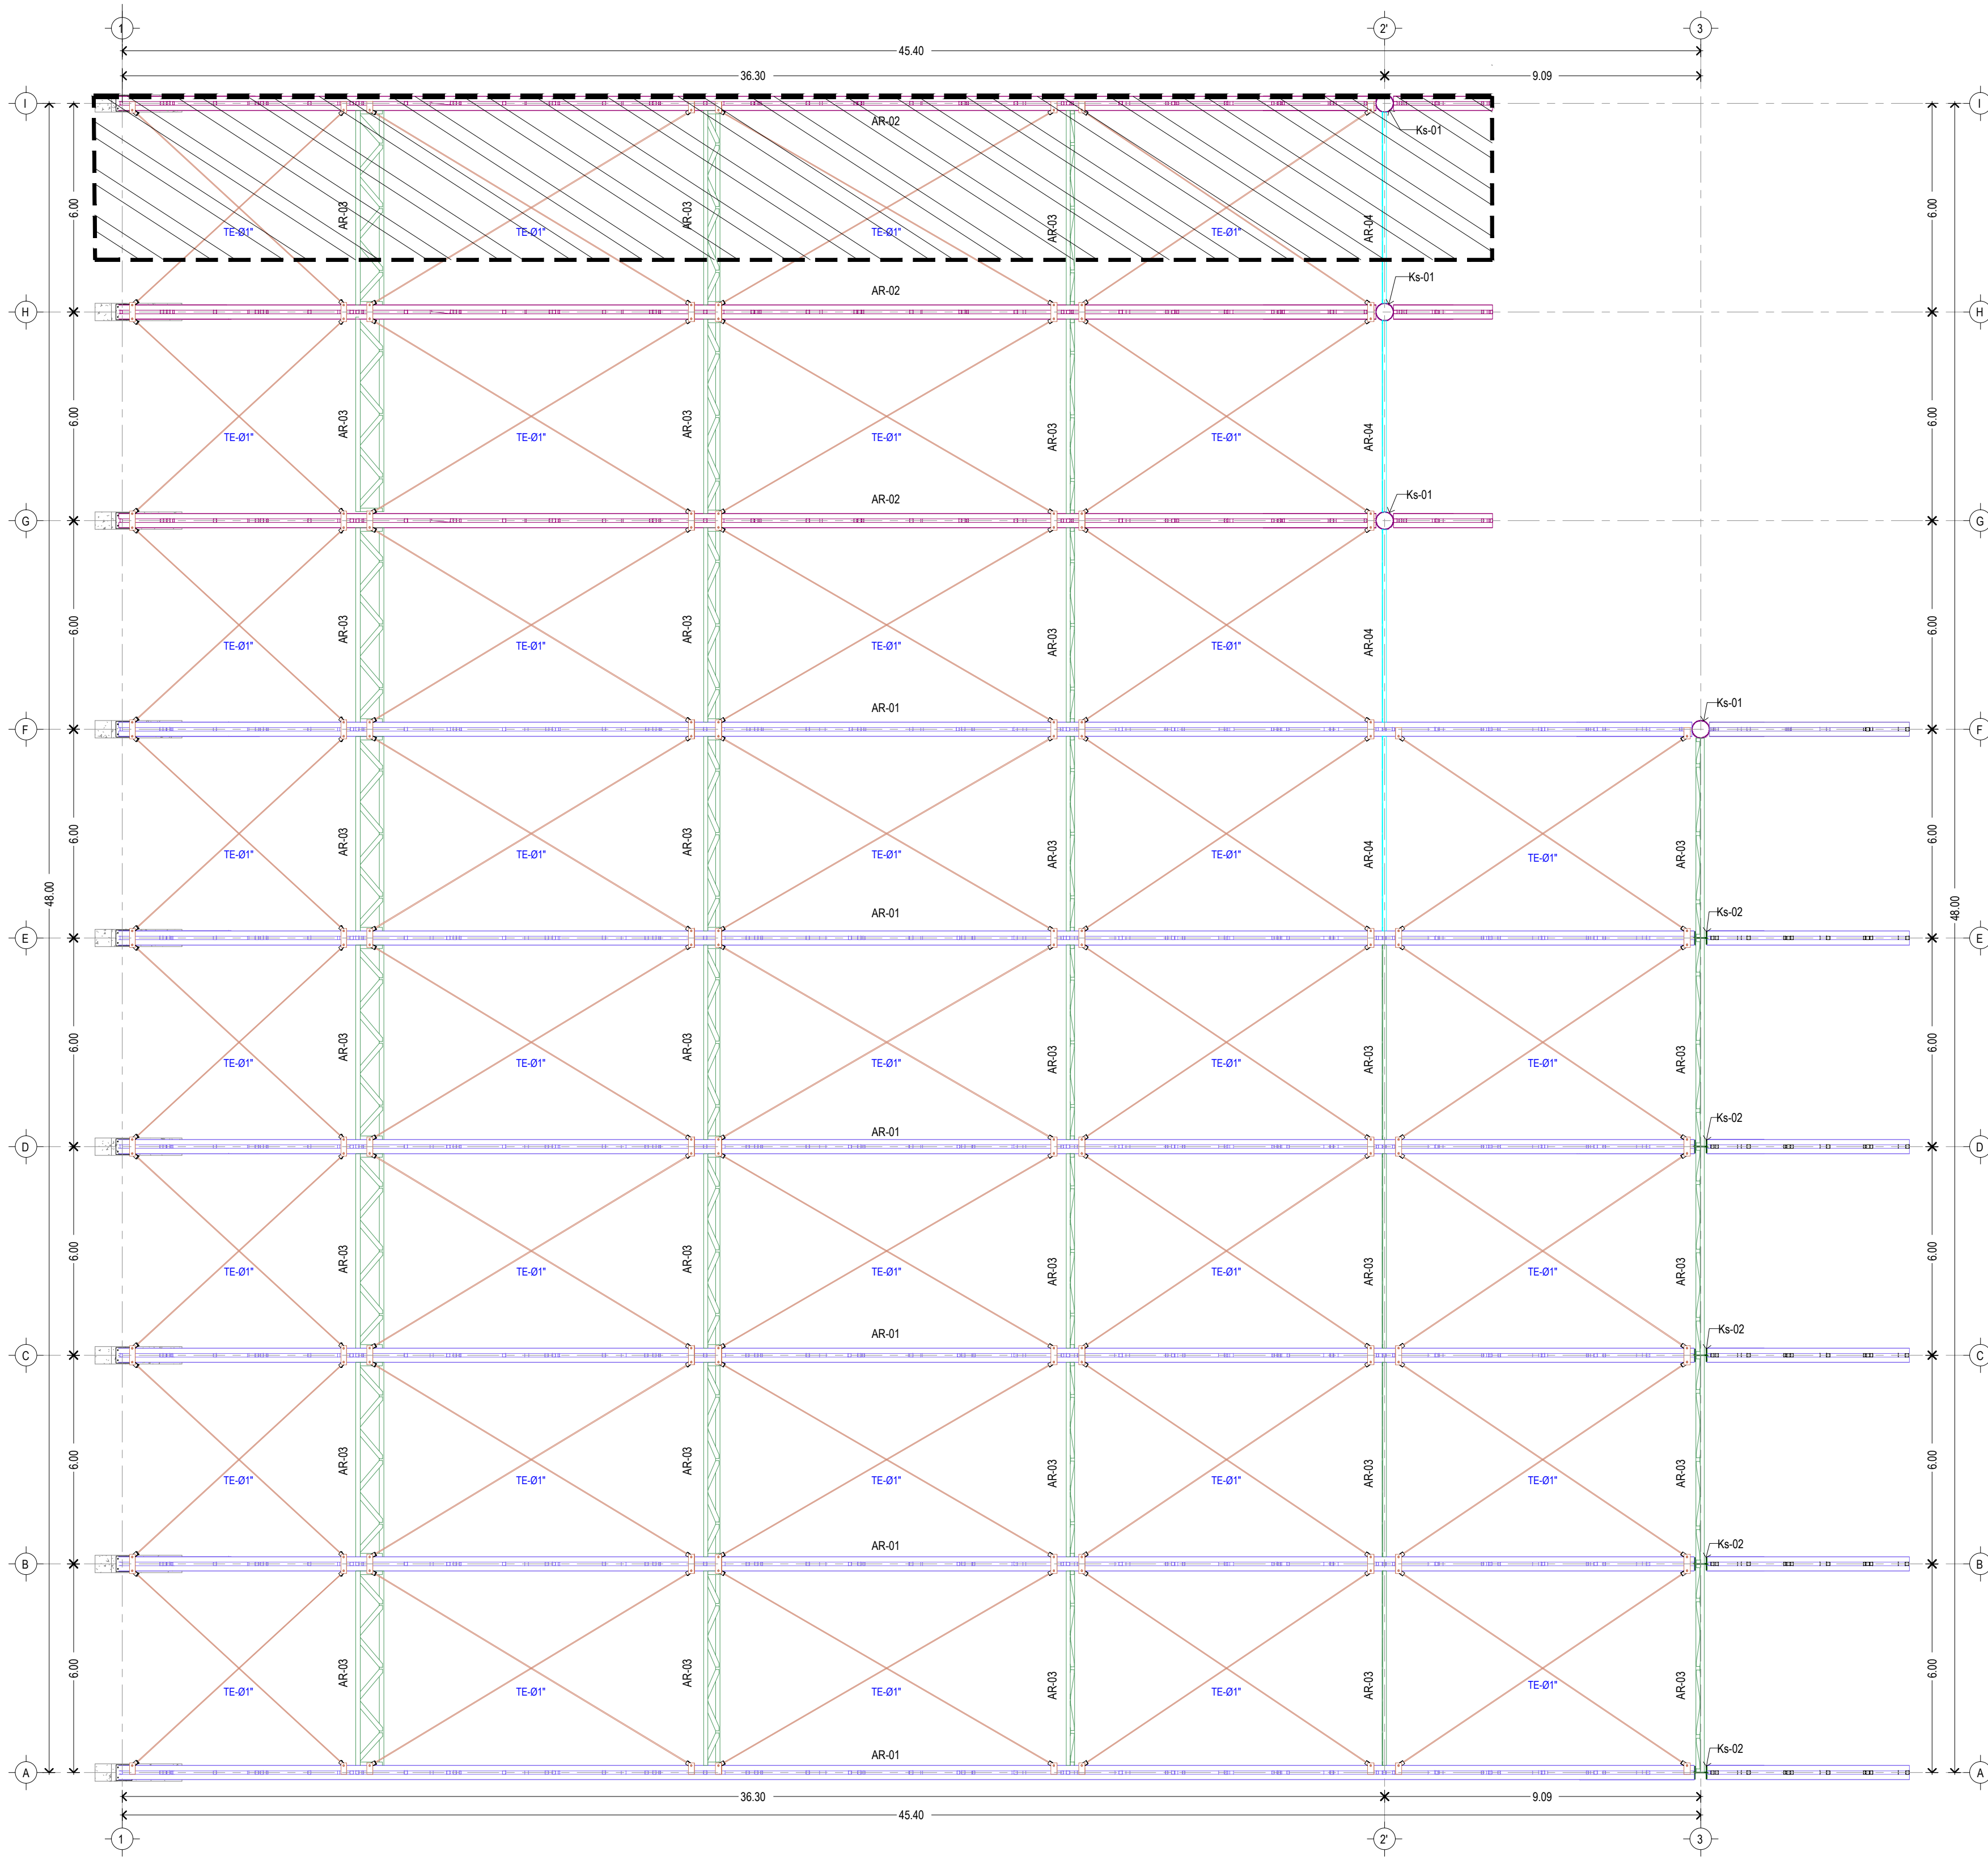 1 2' 3
45.40
36.30 9.09
I I
AR-02
Ks-01
6.00 AR-03 AR-03 AR-03 AR-04 6.00
TE-Ø1" TE-Ø1" TE-Ø1" TE-Ø1"
Ks-01
AR-02
H H
6.00 AR-03 AR-03 AR-03 AR-04 6.00
TE-Ø1" TE-Ø1" TE-Ø1" TE-Ø1"
Ks-01
AR-02
G G
6.00 AR-03 AR-03 AR-03 AR-04 6.00
TE-Ø1" TE-Ø1" TE-Ø1" TE-Ø1"
Ks-01
AR-01
F F
6.00 AR-03 AR-03 AR-03 AR-04 AR-03 6.00
TE-Ø1" TE-Ø1" TE-Ø1" TE-Ø1" TE-Ø1"
48.00 48.00
Ks-02
AR-01
E E
6.00 AR-03 AR-03 AR-03 AR-03 AR-03 6.00
TE-Ø1" TE-Ø1" TE-Ø1" TE-Ø1" TE-Ø1"
Ks-02
AR-01
D D
6.00 AR-03 AR-03 AR-03 AR-03 AR-03 6.00
TE-Ø1" TE-Ø1" TE-Ø1" TE-Ø1" TE-Ø1"
Ks-02
AR-01
C C
6.00 AR-03 AR-03 AR-03 AR-03 AR-03 6.00
TE-Ø1" TE-Ø1" TE-Ø1" TE-Ø1" TE-Ø1"
Ks-02
AR-01
B B
6.00 AR-03 AR-03 AR-03 AR-03 AR-03 6.00
TE-Ø1" TE-Ø1" TE-Ø1" TE-Ø1" TE-Ø1"
Ks-02
AR-01
A A
36.30 9.09
45.40
1 2' 3